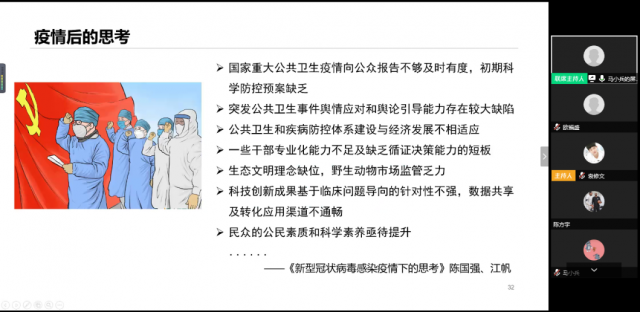 疫情后的思考
➢ 国家重大公共卫生疫情向公众报告不够及时有度，初期科
学防控预案缺乏
➢ 突发公共卫生事件舆情应对和舆论引导能力存在较大缺陷
➢ 公共卫生和疾病防控体系建设与经济发展不相适应
➢ 一些干部专业化能力不足及缺乏循证决策能力的短板
➢ 生态文明理念缺位，野生动物市场监管乏力
➢ 科技创新成果基于临床问题导向的针对性不强，数据共享
及转化应用渠道不通畅
➢ 民众的公民素质和科学素养亟待提升
······
——《新型冠状病毒感染疫情下的思考》陈国强、江帆
32
联席主持人
马小兵的屏
主持人
袁修文
陈方宇
马小兵